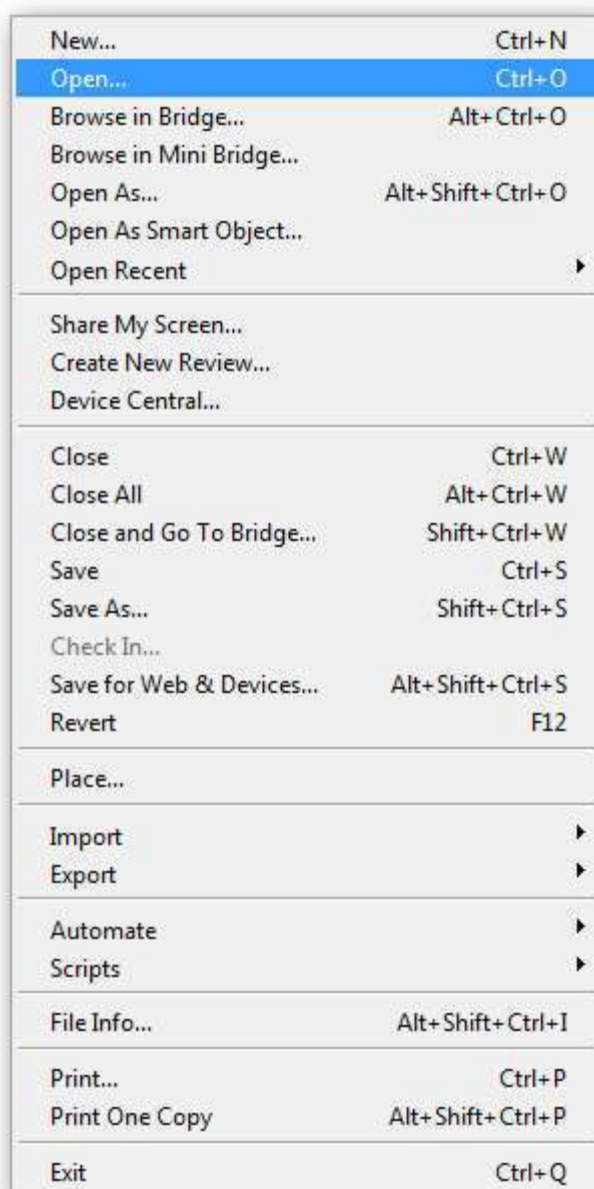 New... Ctrl+N
Open... Ctrl+O
Browse in Bridge... Alt+Ctrl+O
Browse in Mini Bridge...
Open As... Alt+Shift+Ctrl+O
Open As Smart Object...
Open Recent
Share My Screen...
Create New Review...
Device Central...
Close Ctrl+W
Close All Alt+Ctrl+W
Close and Go To Bridge... Shift+Ctrl+W
Save Ctrl+S
Save As... Shift+Ctrl+S
Check In...
Save for Web & Devices... Alt+Shift+Ctrl+S
Revert F12
Place...
Import
Export
Automate
Scripts
File Info... Alt+Shift+Ctrl+I
Print... Ctrl+P
Print One Copy Alt+Shift+Ctrl+P
Exit Ctrl+Q